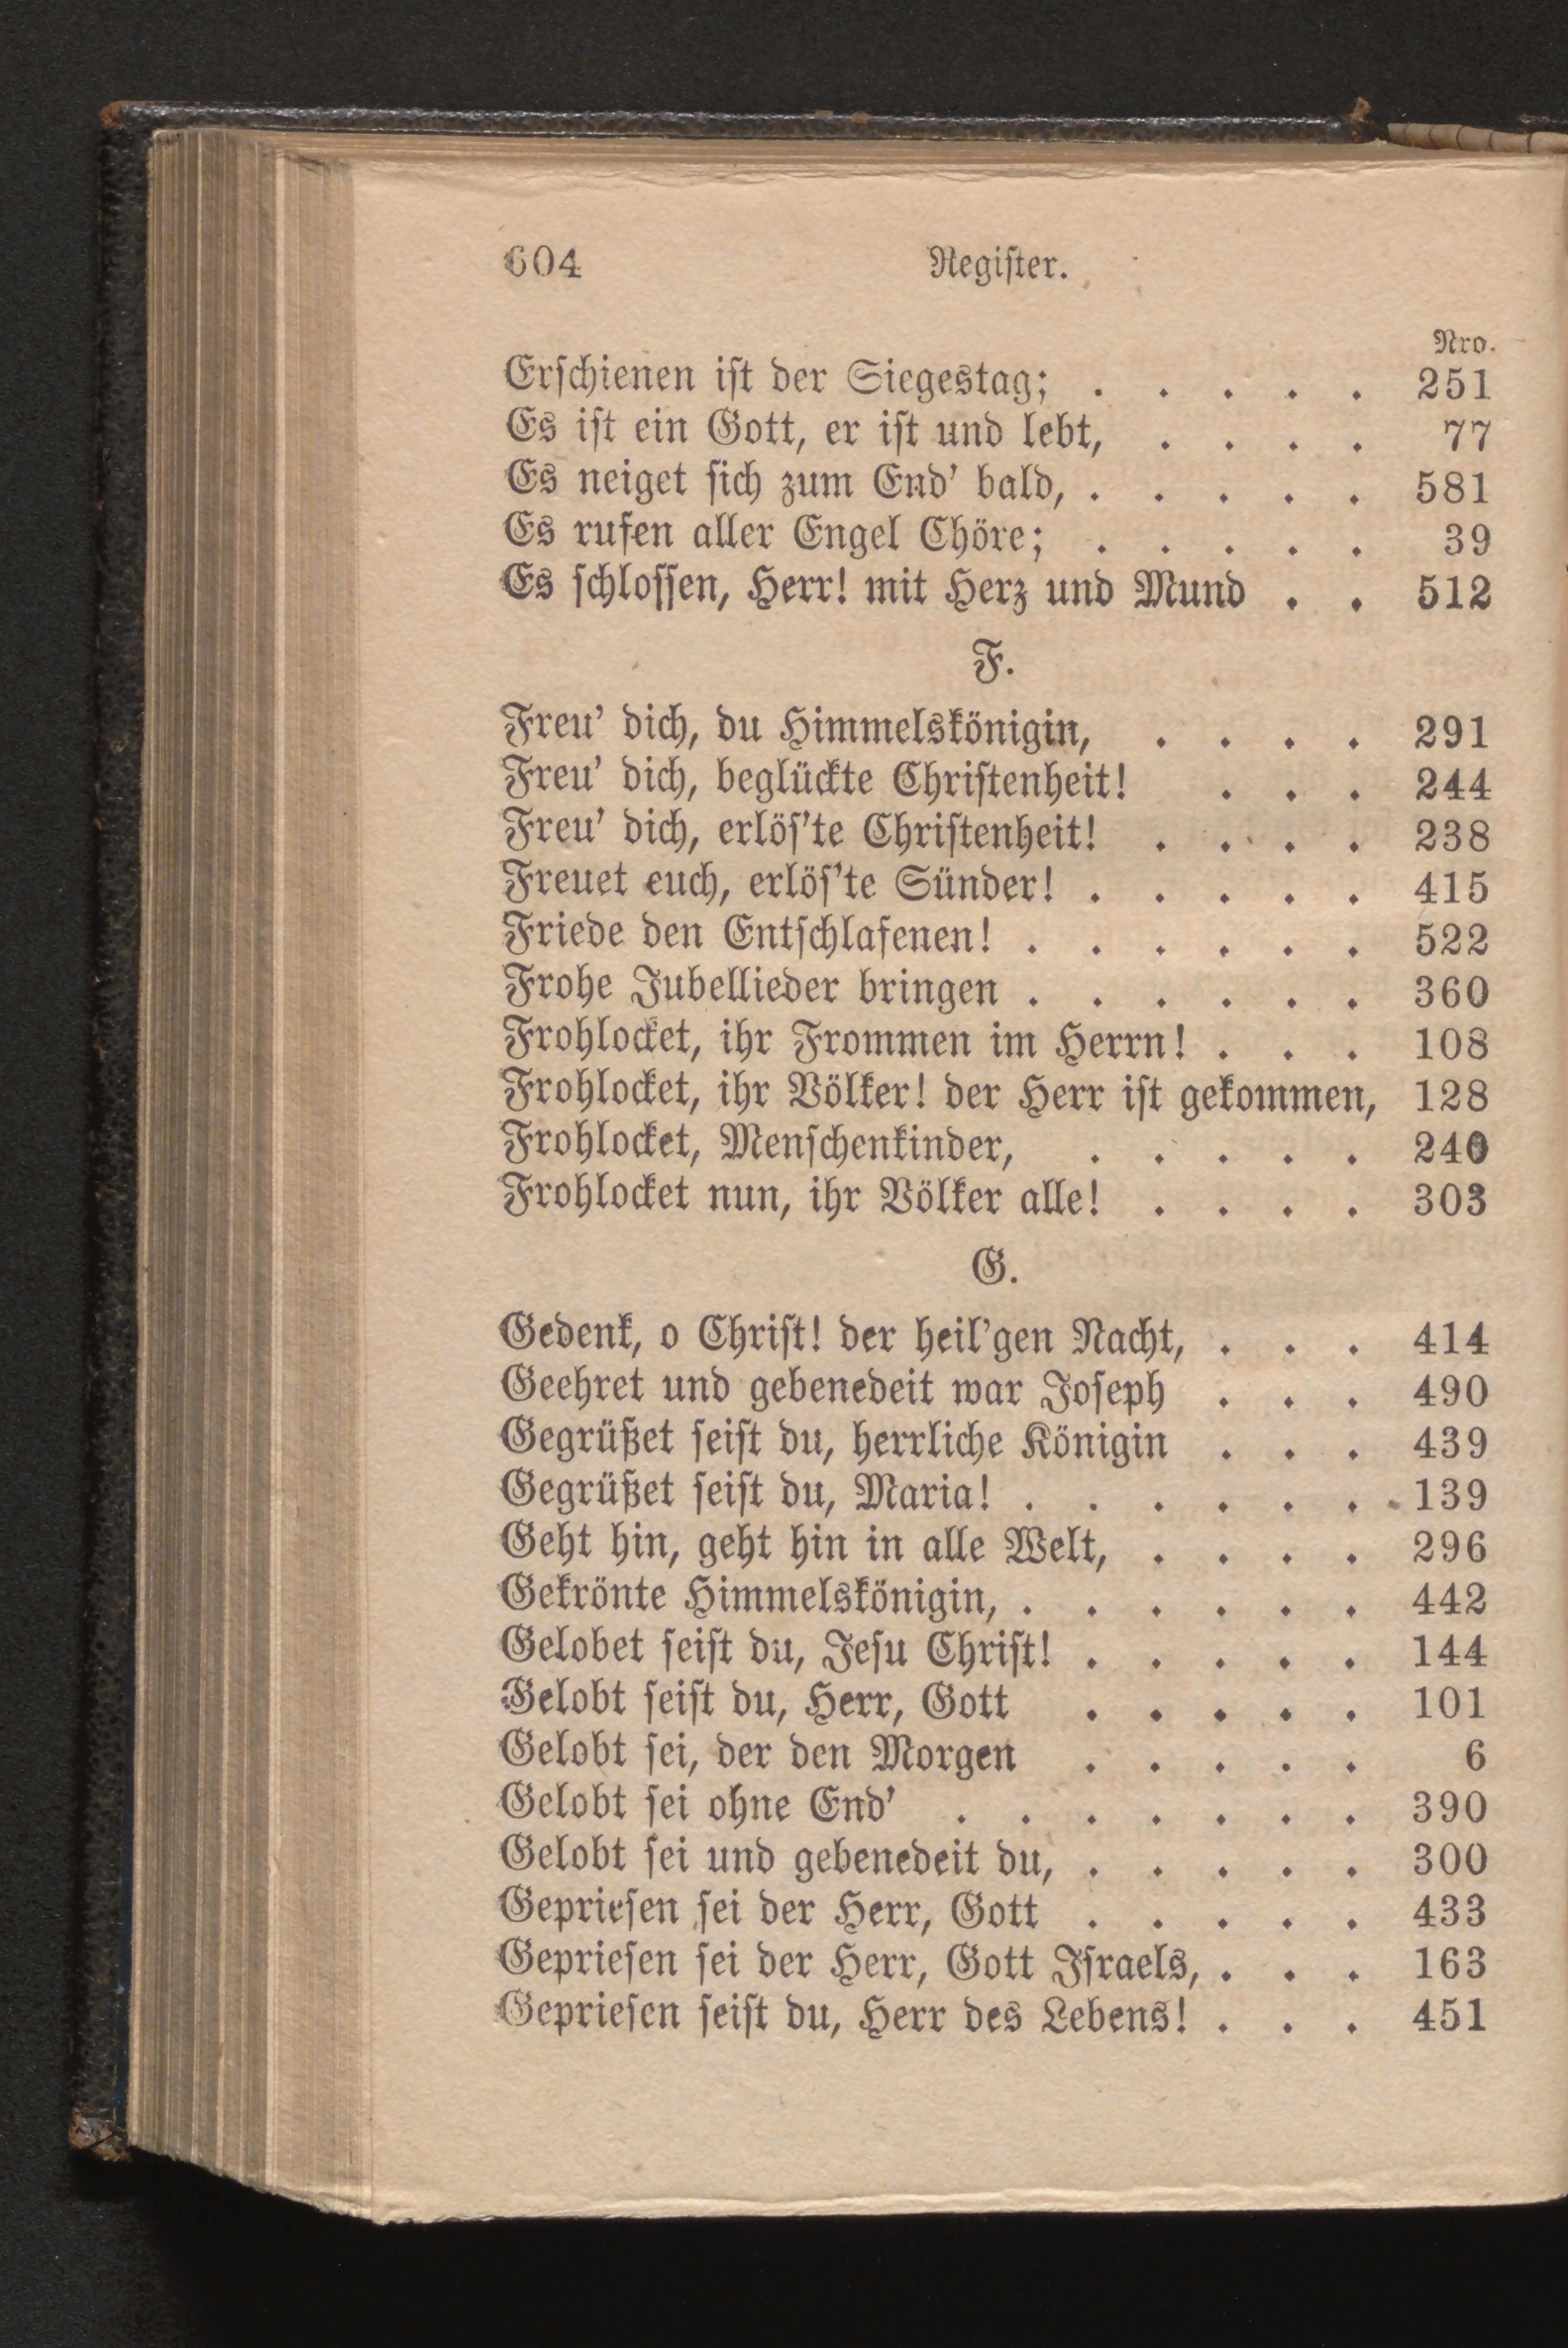 604 Regiſter.
Nro.
Erſchienen iſt der Siegestag; . . . . . 251
Es iſt ein Gott, er iſt und lebt, . . . . 77
Es neiget ſich zum End' bald, . . . . . 581
Es rufen aller Engel Chöre; . . . . . 39
Es ſchloſſen, Herr! mit Herz und Mund . . 512
F.
Freu' dich, du Himmelskönigin, . . . . 291
Freu' dich, beglückte Chriſtenheit! . . . 244
Freu' dich, erlöſ'te Chriſtenheit! . . . . 238
Freuet euch, erlöſ'te Sünder! . . . . . 415
Friede den Entſchlafenen! . . . . . . 522
Frohe Jubellieder bringen . . . . . . 360
Frohlocket, ihr Frommen im Herrn! . . . 108
Frohlocket, ihr Völker! der Herr iſt gekommen, 128
Frohlocket, Menſchenkinder, . . . . . 240
Frohlocket nun, ihr Völker alle! . . . . 303
G.
Gedenk, o Chriſt! der heil'gen Nacht, . . . 414
Geehret und gebenedeit war Joſeph . . . 490
Gegrüßet ſeiſt du, herrliche Königin . . . 439
Gegrüßet ſeiſt du, Maria! . . . . . . 139
Geht hin, geht hin in alle Welt, . . . . 296
Gekrönte Himmelskönigin, . . . . . . 442
Gelobet ſeiſt du, Jeſu Chriſt! . . . . . 144
Gelobt ſeiſt du, Herr, Gott . . . . . 101
Gelobt ſei, der den Morgen . . . . . 6
Gelobt ſei ohne End' . . . . . . . 390
Gelobt ſei und gebenedeit du, . . . . . 300
Geprieſen ſei der Herr, Gott . . . . . 433
Geprieſen ſei der Herr, Gott Iſraels, . . . 163
Geprieſen ſeiſt du, Herr des Lebens! . . . 451